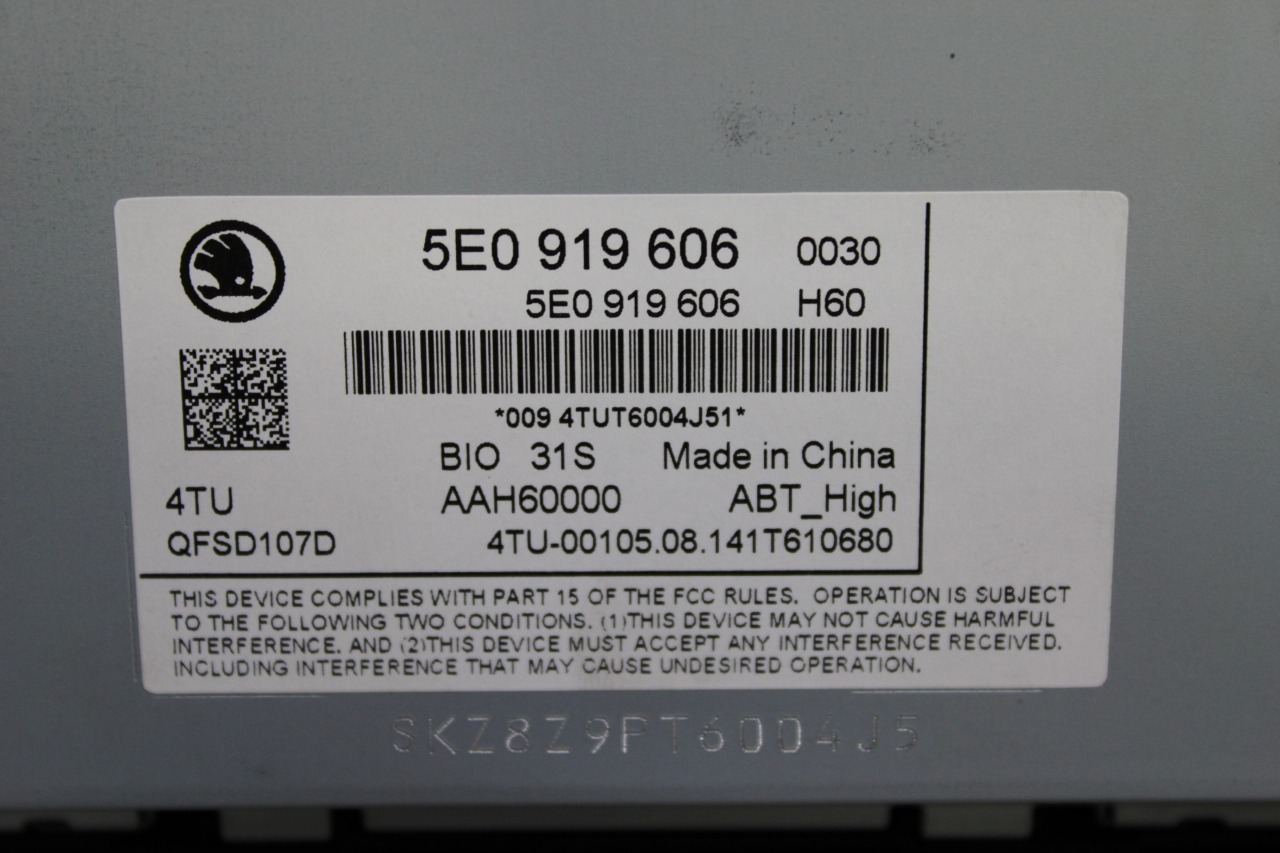 5E0 919 606 0030
5E0 919 606 H60
*009 4TUT6004J51*
BIO 31S Made in China
4TU AAH60000 ABT_High
QFSD107D 4TU-00105.08.141T610680
THIS DEVICE COMPLIES WITH PART 15 OF THE FCC RULES. OPERATION IS SUBJECT
TO THE FOLLOWING TWO CONDITIONS. (1)THIS DEVICE MAY NOT CAUSE HARMFUL
INTERFERENCE. AND (2)THIS DEVICE MUST ACCEPT ANY INTERFERENCE RECEIVED.
INCLUDING INTERFERENCE THAT MAY CAUSE UNDESIRED OPERATION.
SKZ8Z9PT6004J5